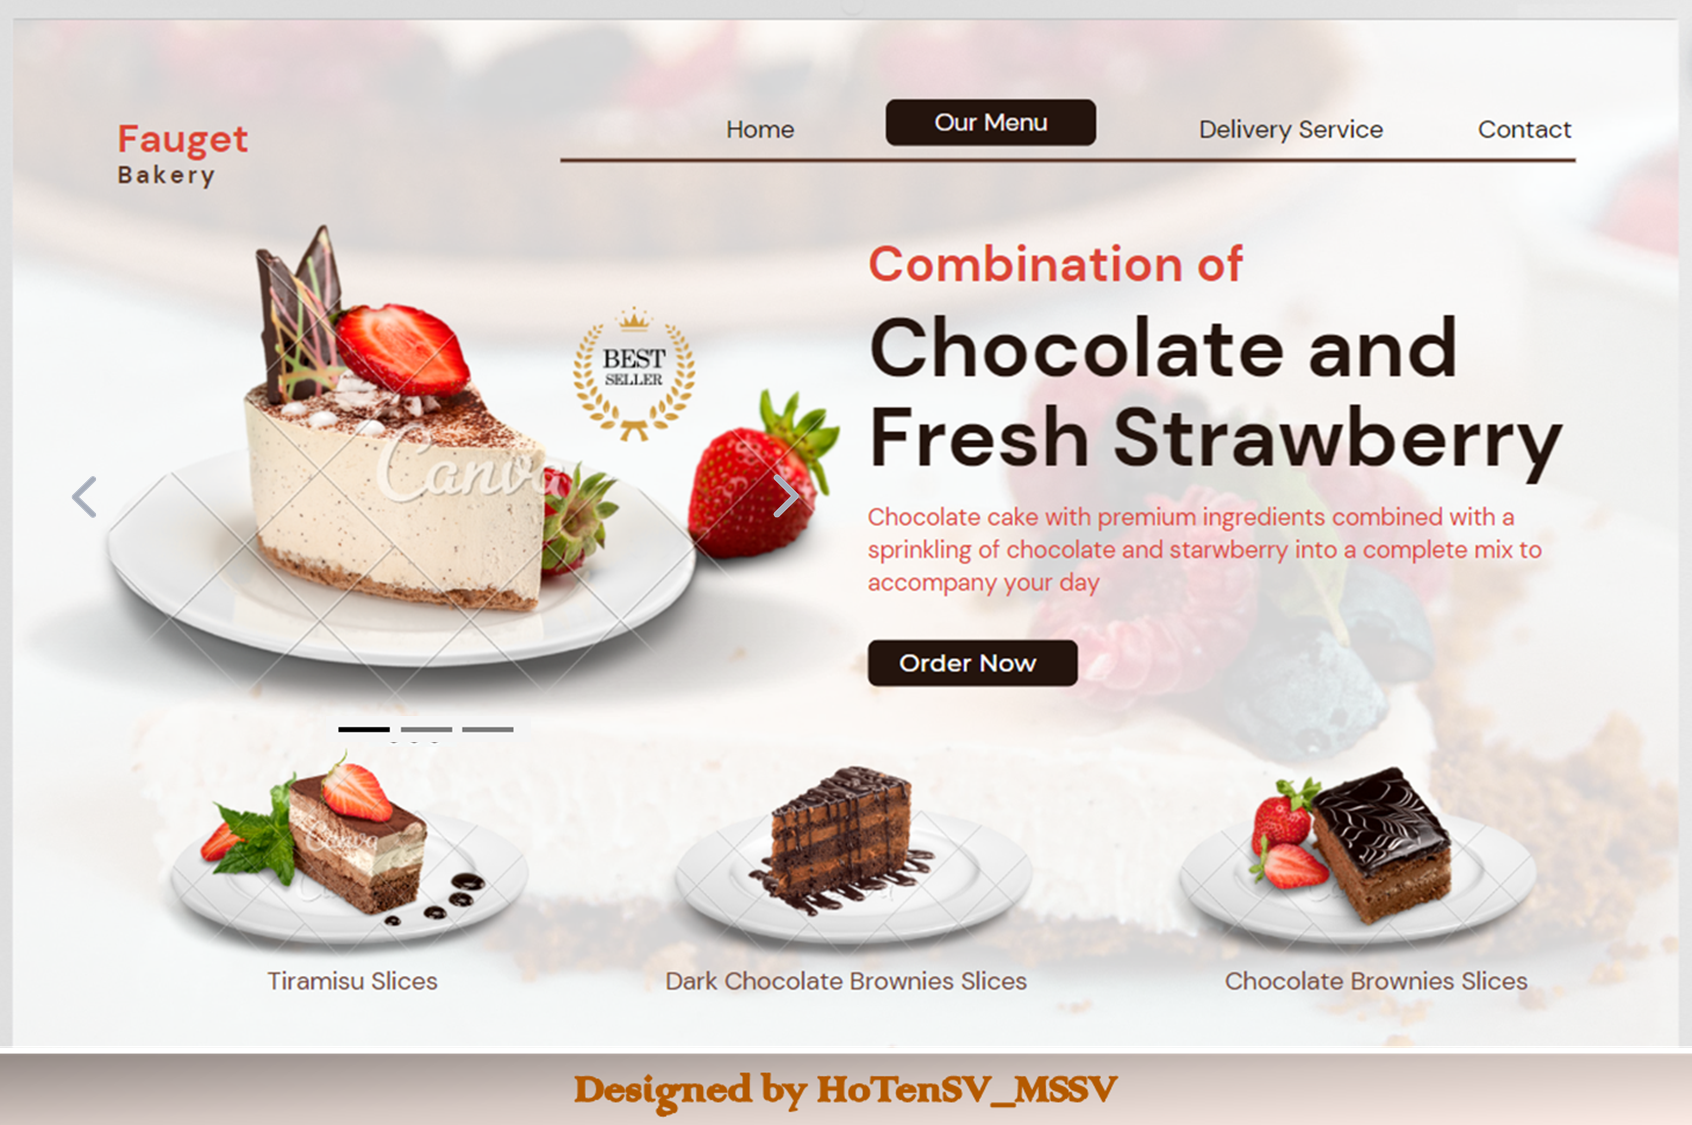 Fauget
Bakery
Home
Our Menu
Delivery Service
Contact
Combination of
Chocolate and
Fresh Strawberry
BEST
SELLER
Canva
Chocolate cake with premium ingredients combined with a
sprinkling of chocolate and starwberry into a complete mix to
accompany your day
Order Now
Canva
Tiramisu Slices
Dark Chocolate Brownies Slices
Chocolate Brownies Slices
Designed by HoTenSV_MSSV